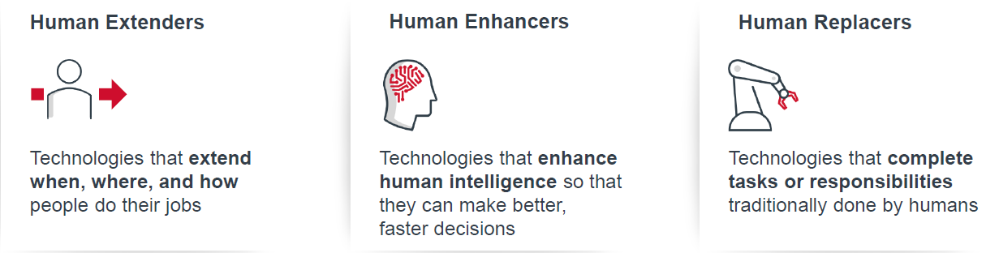 Human Extenders
Technologies that extend
when, where, and how
people do their jobs
Human Enhancers
Technologies that enhance
human intelligence so that
they can make better,
faster decisions
Human Replacers
Technologies that complete
tasks or responsibilities
traditionally done by humans